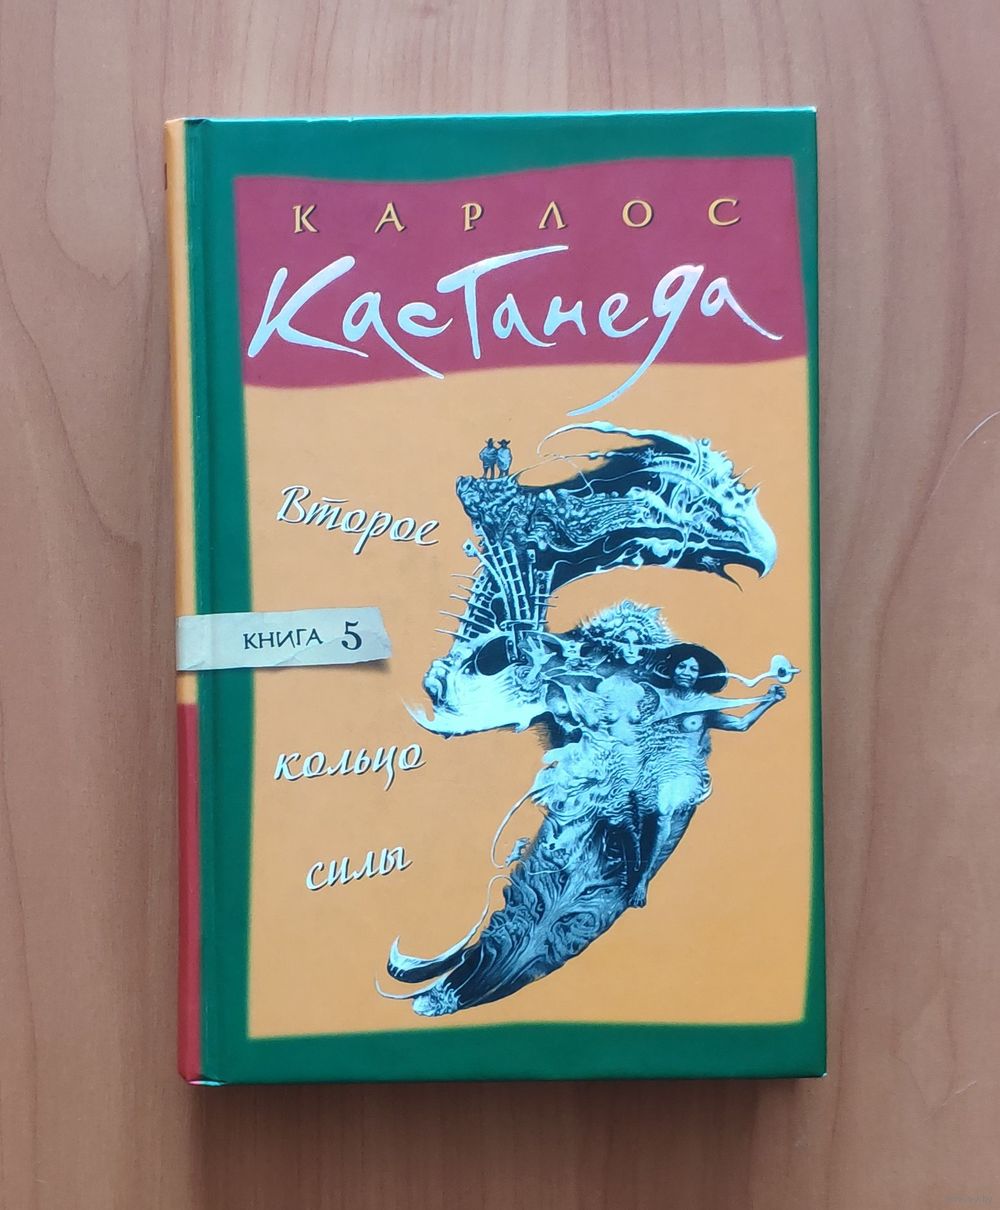 КАРЛОС
Кастанеда
Второе
КНИГА 5
кольцо
силы